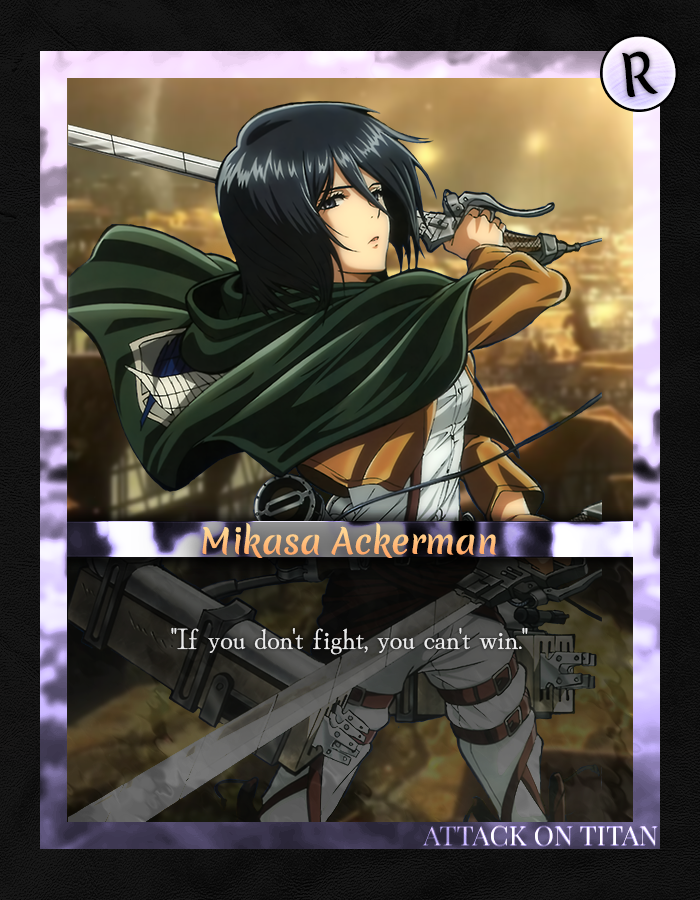 R
Mikasa Ackerman
"If you don't fight, you can't win."
ATTACK ON TITAN